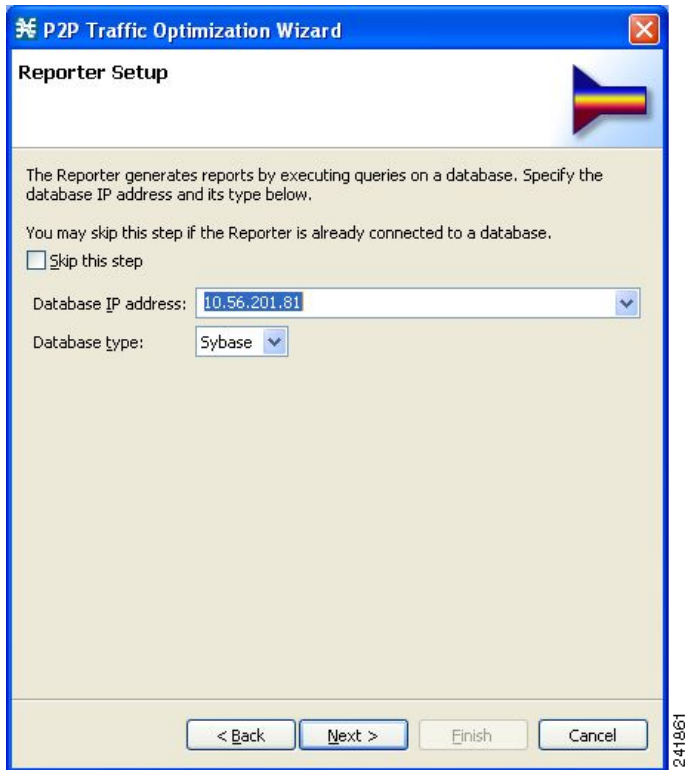 P2P Traffic Optimization Wizard
Reporter Setup
The Reporter generates reports by executing queries on a database. Specify the
database IP address and its type below.
You may skip this step if the Reporter is already connected to a database.
Skip this step
Database IP address: 10.56.201.81
Database type: Sybase
< Back Next > Finish Cancel
241861